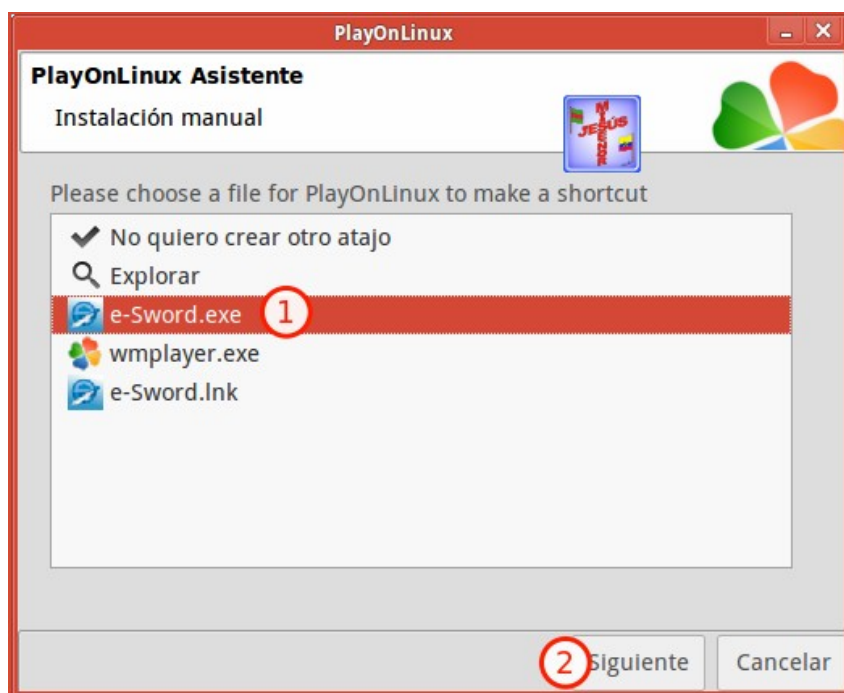 PlayOnLinux
PlayOnLinux Asistente
Instalación manual
JESÚS
Please choose a file for PlayOnLinux to make a shortcut
No quiero crear otro atajo
Explorar
e-Sword.exe 1
wmplayer.exe
e-Sword.lnk
2 Siguiente Cancelar